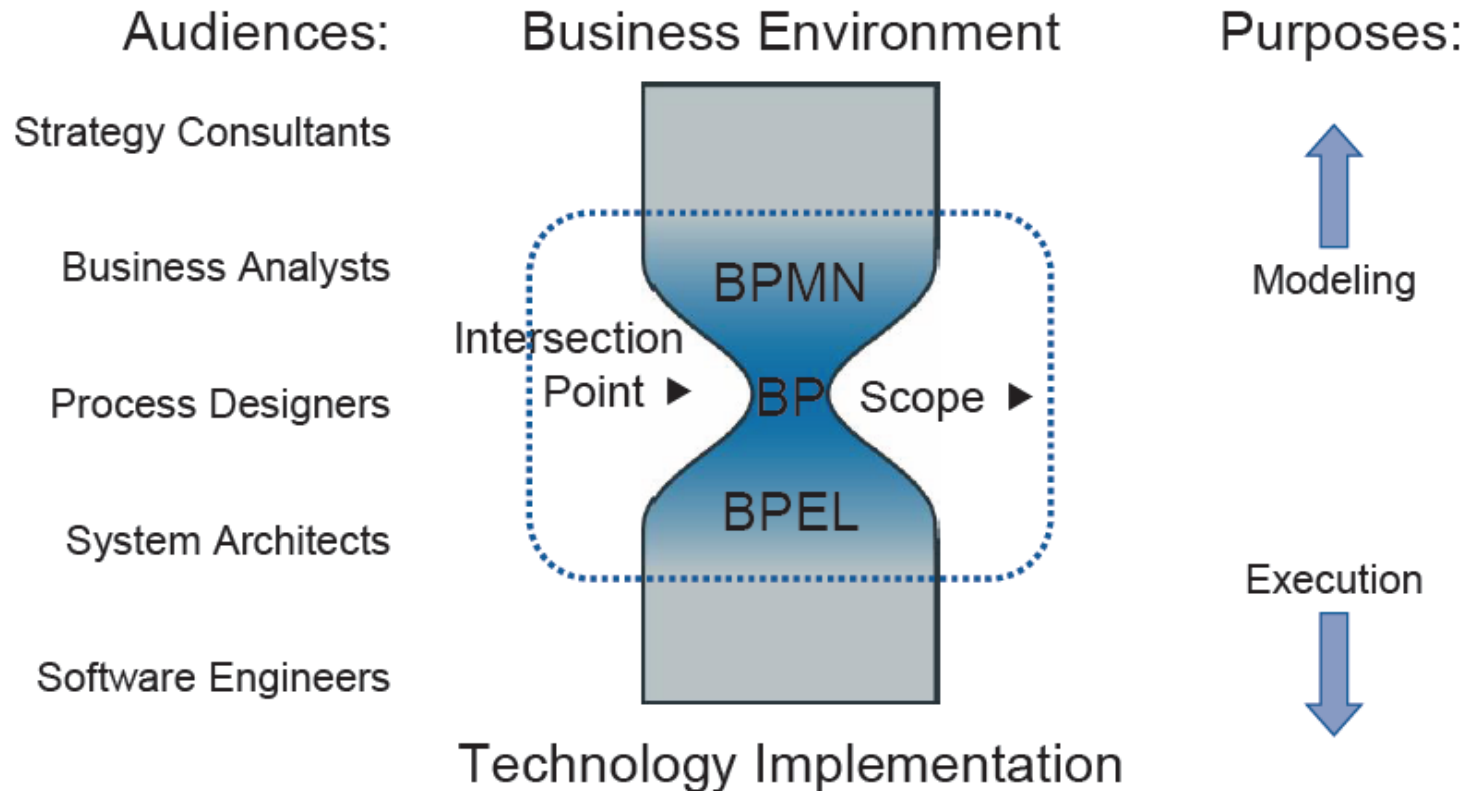 Audiences:
Business Environment
Purposes:
Strategy Consultants
Business Analysts
BPMN
Modeling
Intersection
Point ►
BP
Scope ►
Process Designers
BPEL
System Architects
Execution
Software Engineers
Technology Implementation